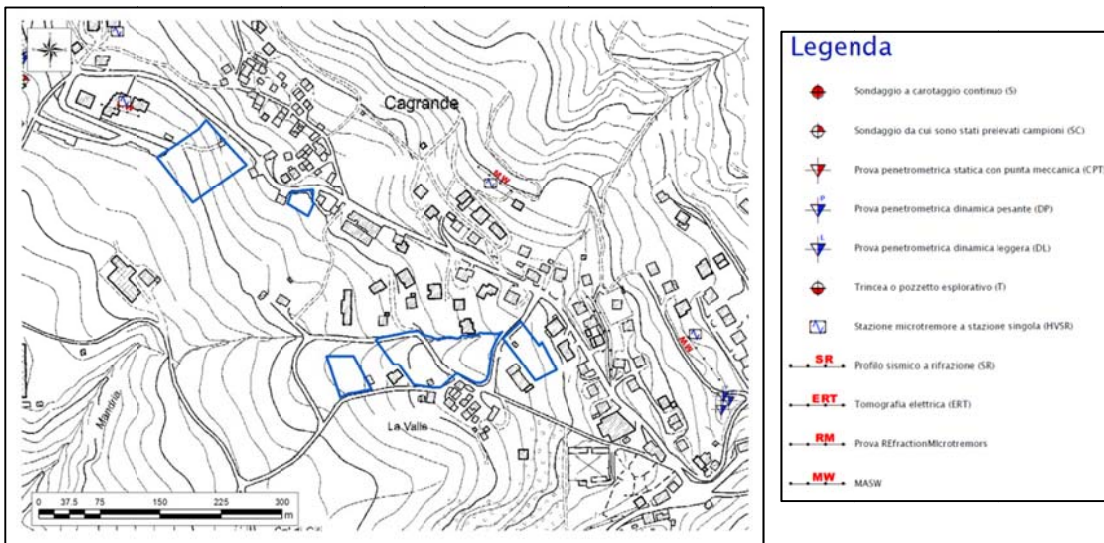 Cagrande
MW
MW
Mandria
La Valle
0 37.5 75 150 225 300
m
Legenda
Sondaggio a carotaggio continuo (S)
Sondaggio da cui sono stati prelevati campioni (SC)
Prova penetrometrica statica con punta meccanica (CPT)
P
Prova penetrometrica dinamica pesante (DP)
L
Prova penetrometrica dinamica leggera (DL)
Trincea o pozzetto esplorativo (T)
Stazione microtremore a stazione singola (HVSR)
SR Profilo sismico a rifrazione (SR)
ERT Tomografia elettrica (ERT)
RM Prova REfractionMIcrotremors
MW MASW